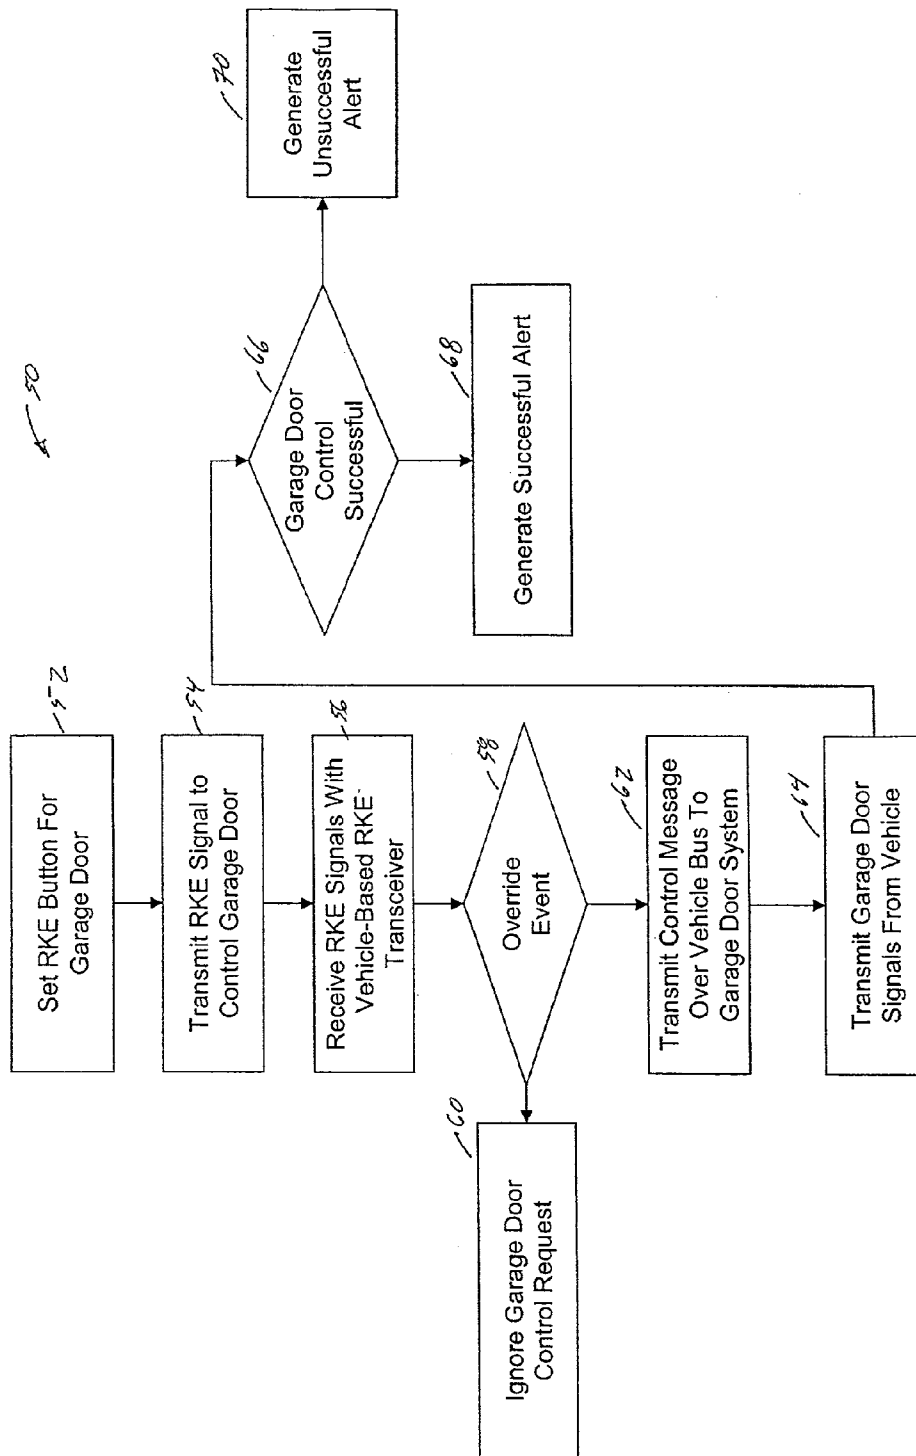 50
52
Set RKE Button For
Garage Door
54
Transmit RKE Signal to
Control Garage Door
56
Receive RKE Signals With
Vehicle-Based RKE-
Transceiver
58
Override
Event
60
Ignore Garage Door
Control Request
62
Transmit Control Message
Over Vehicle Bus To
Garage Door System
64
Transmit Garage Door
Signals From Vehicle
66
Garage Door
Control
Successful
68
Generate Successful Alert
70
Generate
Unsuccessful
Alert